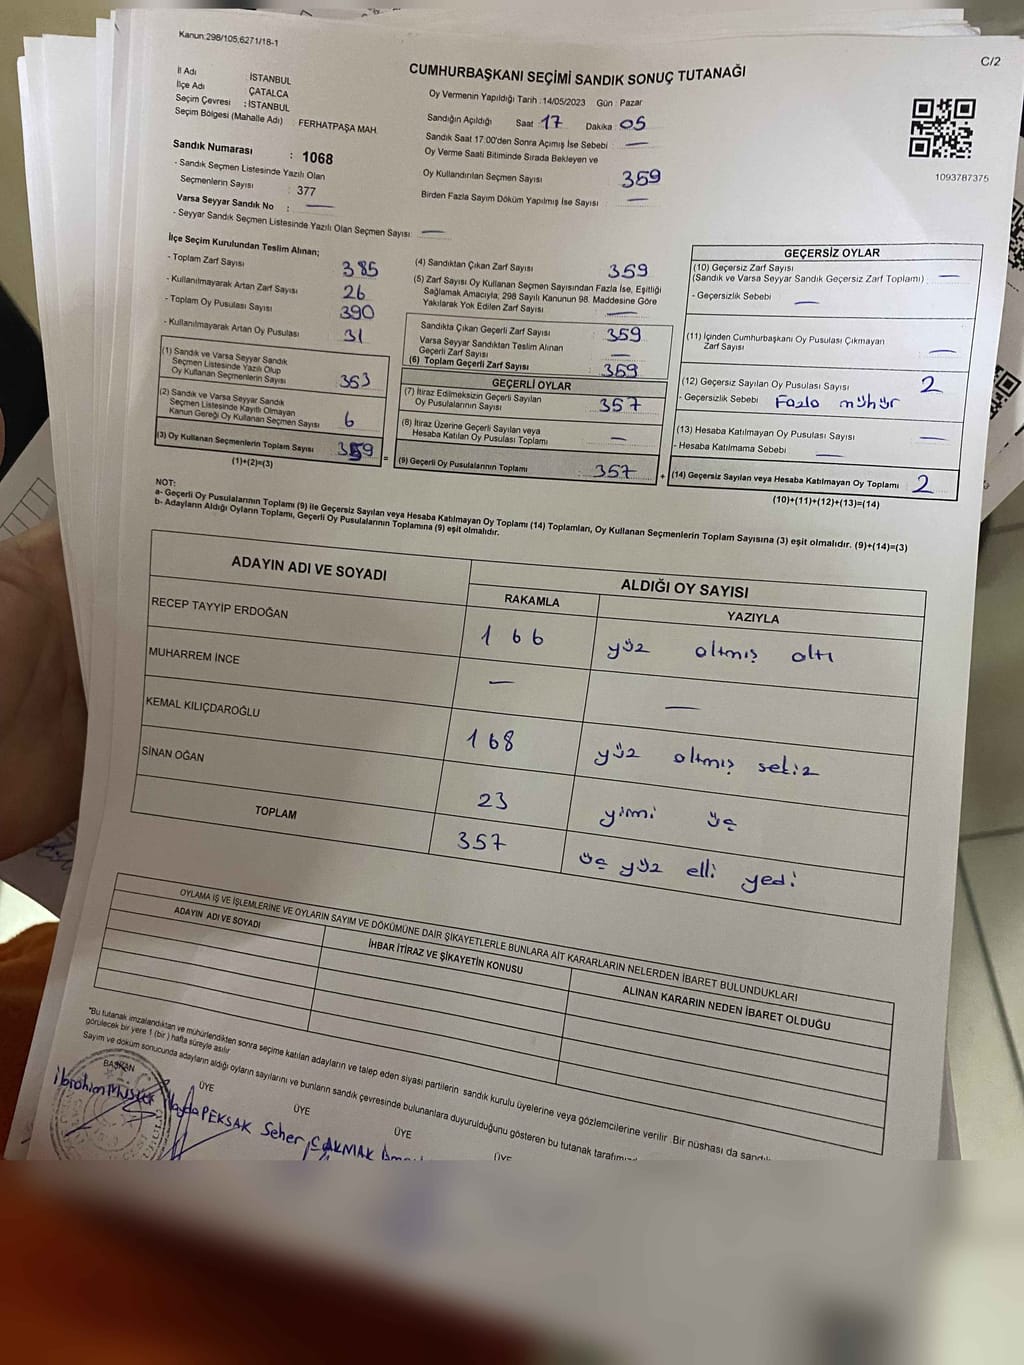 Kanun:298/105,6271/18-1
C/2
CUMHURBAŞKANI SEÇİMİ SANDIK SONUÇ TUTANAĞI
İl Adı : İSTANBUL
İlçe Adı : ÇATALCA
Seçim Çevresi : İSTANBUL
Seçim Bölgesi (Mahalle Adı) : FERHATPAŞA MAH.
Sandık Numarası : 1068
- Sandık Seçmen Listesinde Yazılı Olan
Seçmenlerin Sayısı : 377
Varsa Seyyar Sandık No : —
- Seyyar Sandık Seçmen Listesinde Yazılı Olan Seçmen Sayısı: —
Oy Vermenin Yapıldığı Tarih :14/05/2023 Gün : Pazar
Sandığın Açıldığı Saat : 17 Dakika : 05
Sandık Saat 17:00'den Sonra Açımış İse Sebebi : —
Oy Verme Saati Bitiminde Sırada Bekleyen ve
Oy Kullandırılan Seçmen Sayısı : 359
Birden Fazla Sayım Döküm Yapılmış İse Sayısı : —
1093787375
İlçe Seçim Kurulundan Teslim Alınan;
- Toplam Zarf Sayısı : 385
- Kullanılmayarak Artan Zarf Sayısı : 26
- Toplam Oy Pusulası Sayısı : 390
- Kullanılmayarak Artan Oy Pusulası : 31
(1) Sandık ve Varsa Seyyar Sandık
Seçmen Listesinde Yazılı Olup
Oy Kullanan Seçmenlerin Sayısı : 353
(2) Sandık ve Varsa Seyyar Sandık
Seçmen Listesinde Kayıtlı Olmayan
Kanun Gereği Oy Kullanan Seçmen Sayısı : 6
(3) Oy Kullanan Seçmenlerin Toplam Sayısı : 359
(1)+(2)=(3)
(4) Sandıktan Çıkan Zarf Sayısı : 359
(5) Zarf Sayısı Oy Kullanan Seçmen Sayısından Fazla İse, Eşitliği
Sağlamak Amacıyla; 298 Sayılı Kanunun 98. Maddesine Göre
Yakılarak Yok Edilen Zarf Sayısı : —
Sandıkta Çıkan Geçerli Zarf Sayısı : 359
Varsa Seyyar Sandıktan Teslim Alınan
Geçerli Zarf Sayısı : —
(6) Toplam Geçerli Zarf Sayısı : 359
GEÇERLİ OYLAR
(7) İtiraz Edilmeksizin Geçerli Sayılan
Oy Pusulalarının Sayısı : 357
(8) İtiraz Üzerine Geçerli Sayılan veya
Hesaba Katılan Oy Pusulası Toplamı : —
= (9) Geçerli Oy Pusulalarının Toplamı : 357
GEÇERSİZ OYLAR
(10) Geçersiz Zarf Sayısı
(Sandık ve Varsa Seyyar Sandık Geçersiz Zarf Toplamı) : —
- Geçersizlik Sebebi : —
(11) İçinden Cumhurbaşkanı Oy Pusulası Çıkmayan
Zarf Sayısı : —
(12) Geçersiz Sayılan Oy Pusulası Sayısı : 2
- Geçersizlik Sebebi : Fazla mühür
(13) Hesaba Katılmayan Oy Pusulası Sayısı : —
- Hesaba Katılmama Sebebi : —
+ (14) Geçersiz Sayılan veya Hesaba Katılmayan Oy Toplamı : 2
(10)+(11)+(12)+(13)=(14)
NOT:
a- Geçerli Oy Pusulalarının Toplamı (9) ile Geçersiz Sayılan veya Hesaba Katılmayan Oy Toplamı (14) Toplamları, Oy Kullanan Seçmenlerin Toplam Sayısına (3) eşit olmalıdır. (9)+(14)=(3)
b- Adayların Aldığı Oyların Toplamı, Geçerli Oy Pusulalarının Toplamına (9) eşit olmalıdır.
ADAYIN ADI VE SOYADI
ALDIĞI OY SAYISI
RAKAMLA YAZIYLA
RECEP TAYYİP ERDOĞAN 166 yüz altmış altı
MUHARREM İNCE — —
KEMAL KILIÇDAROĞLU 168 yüz altmış sekiz
SİNAN OĞAN 23 yirmi üç
TOPLAM 357 üç yüz elli yedi
OYLAMA İŞ VE İŞLEMLERİNE VE OYLARIN SAYIM VE DÖKÜMÜNE DAİR ŞİKAYETLERLE BUNLARA AİT KARARLARIN NELERDEN İBARET BULUNDUKLARI
ADAYIN ADI VE SOYADI İHBAR İTİRAZ VE ŞİKAYETİN KONUSU ALINAN KARARIN NEDEN İBARET OLDUĞU
*Bu tutanak imzalandıktan ve mühürlendikten sonra seçime katılan adayların ve talep eden siyasi partilerin sandık kurulu üyelerine veya gözlemcilerine verilir. Bir nüshası da sandı
görülecek bir yere 1 (bir) hafta süreyle asılır
Sayım ve döküm sonucunda adayların aldığı oyların sayılarını ve bunların sandık çevresinde bulunanlara duyurulduğunu gösteren bu tutanak tarafımız
BAŞKAN ÜYE ÜYE ÜYE ÜYE
İbrahim PEKSAK Seher ÇAKMAK